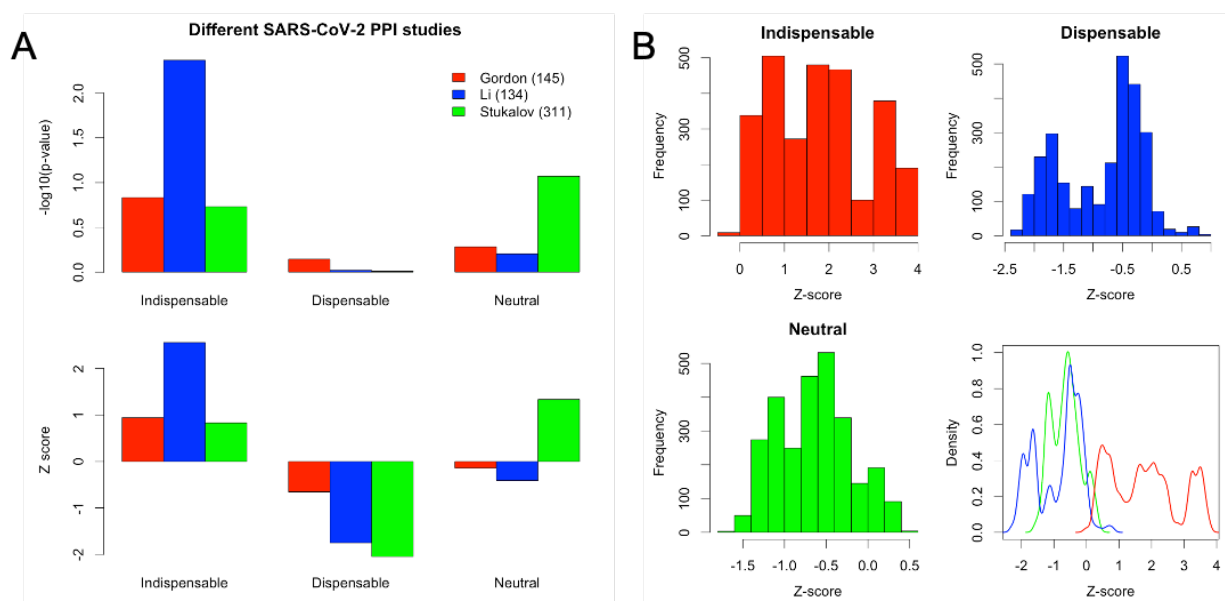 A
Different SARS-CoV-2 PPI studies
Gordon (145)
Li (134)
Stukalov (311)
-log10(p-value)
2.0
1.5
1.0
0.5
0.0
Indispensable Dispensable Neutral
Z score
2
1
0
-1
-2
Indispensable Dispensable Neutral
B
Indispensable
Frequency
500
300
100
0
0 1 2 3 4
Z-score
Dispensable
Frequency
500
300
100
0
-2.5 -1.5 -0.5 0.5
Z-score
Neutral
Frequency
500
300
100
0
-1.5 -1.0 -0.5 0.0 0.5
Z-score
Density
1.0
0.8
0.6
0.4
0.2
0.0
-2 -1 0 1 2 3 4
Z-score